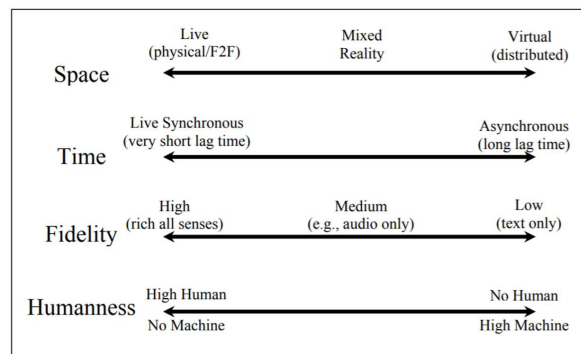 Live Mixed Virtual
(physical/F2F) Reality (distributed)
Space
Live Synchronous Asynchronous
(very short lag time) (long lag time)
Time
High Medium Low
(rich all senses) (e.g., audio only) (text only)
Fidelity
High Human No Human
Humanness
No Machine High Machine